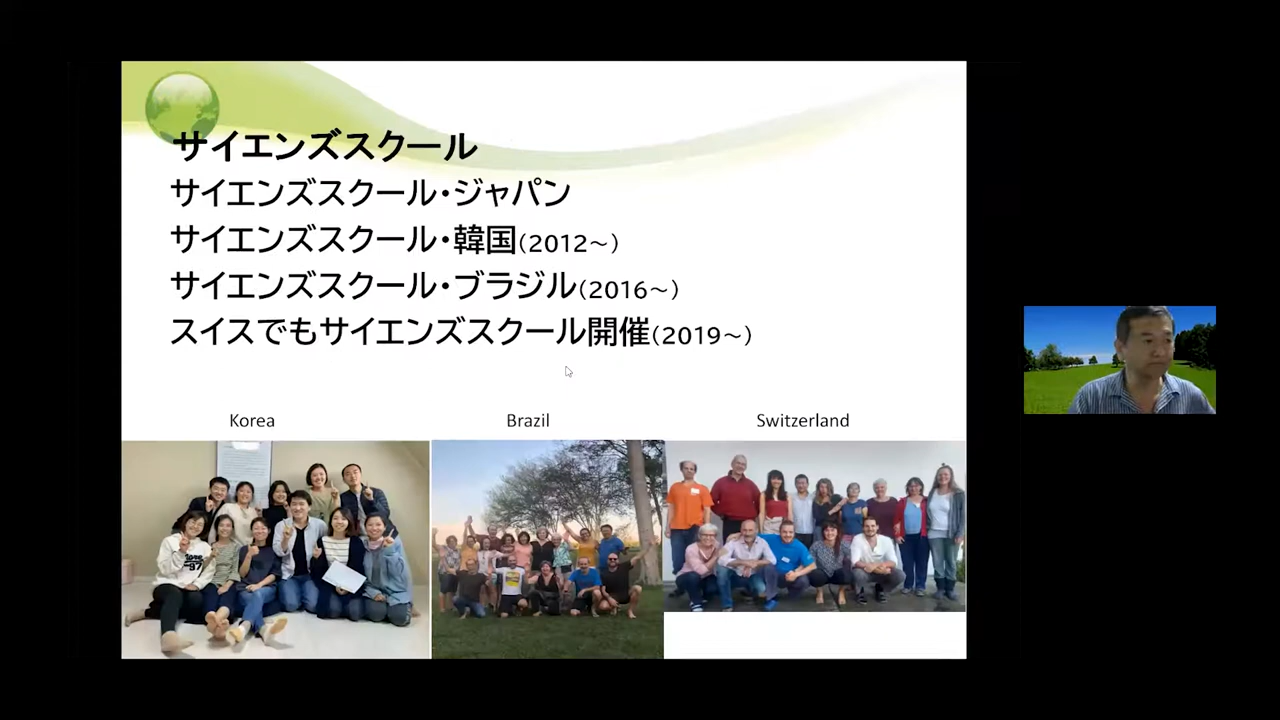 サイエンズスクール
サイエンズスクール・ジャパン
サイエンズスクール・韓国(2012~)
サイエンズスクール・ブラジル(2016~)
スイスでもサイエンズスクール開催(2019~)
Korea
Brazil
Switzerland